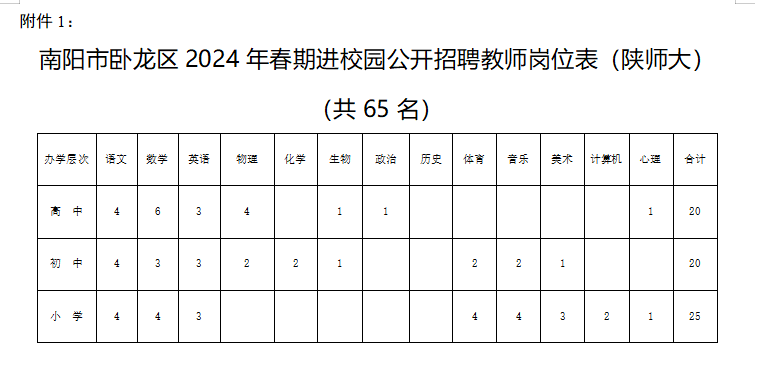 附件 1：
南阳市卧龙区 2024 年春期进校园公开招聘教师岗位表（陕师大）
（共 65 名）
办学层次 语文 数学 英语 物理 化学 生物 政治 历史 体育 音乐 美术 计算机 心理 合计
高 中 4 6 3 4 1 1 1 20
初 中 4 3 3 2 2 1 2 2 1 20
小 学 4 4 3 4 4 3 2 1 25